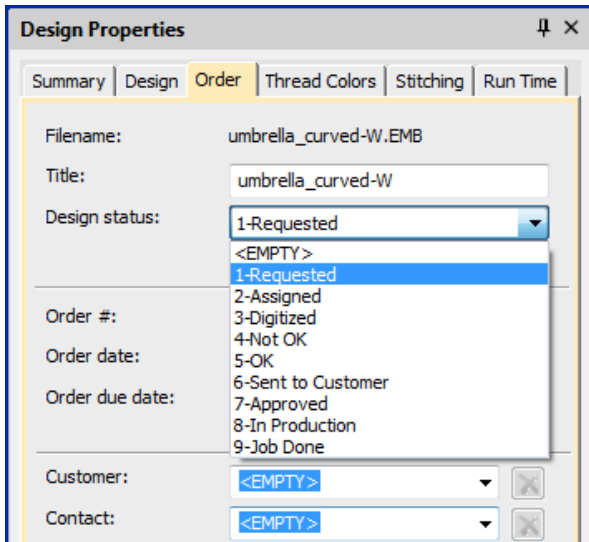 Design Properties
Summary Design Order Thread Colors Stitching Run Time
Filename: umbrella_curved-W.EMB
Title: umbrella_curved-W
Design status: 1-Requested
<EMPTY>
1-Requested
2-Assigned
3-Digitized
4-Not OK
5-OK
6-Sent to Customer
7-Approved
8-In Production
9-Job Done
Order #:
Order date:
Order due date:
Customer: <EMPTY>
Contact: <EMPTY>